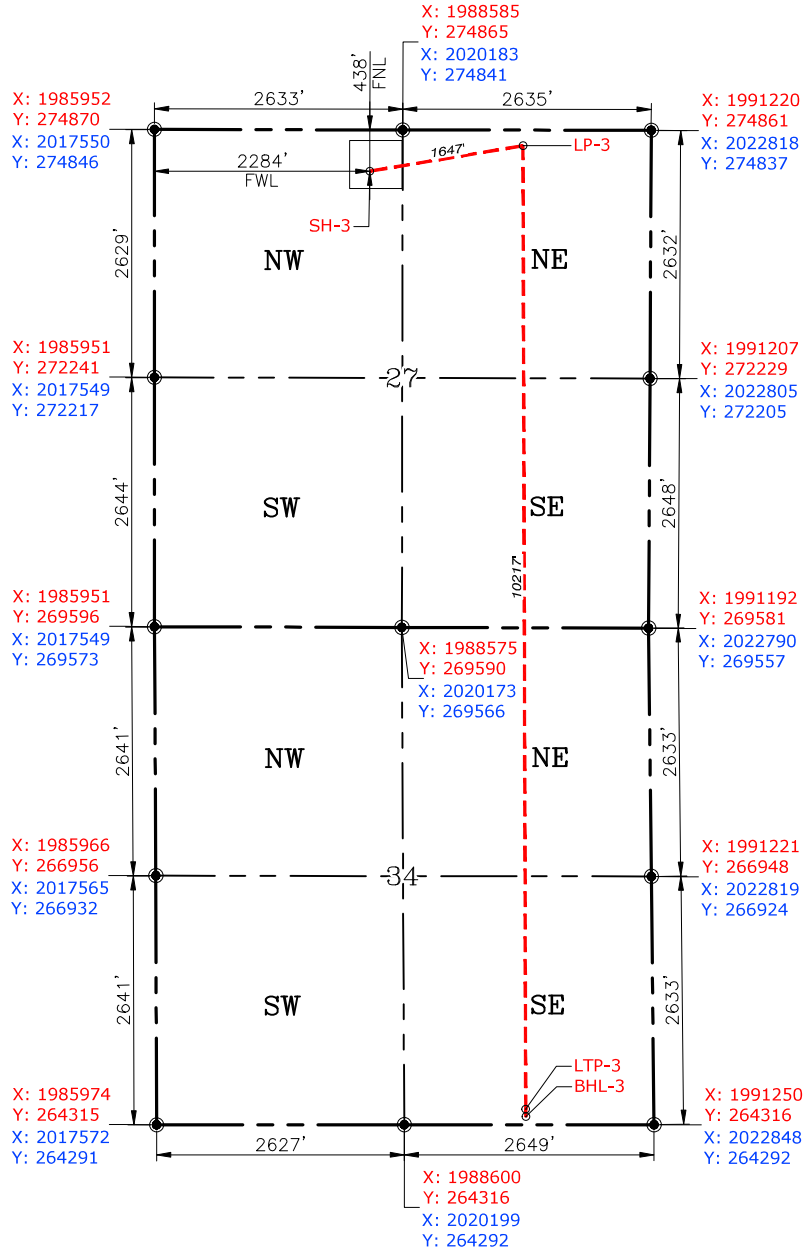 X: 1988585
Y: 274865
X: 2020183
Y: 274841
438'
FNL
X: 1985952
Y: 274870
X: 2017550
Y: 274846
2633'
2635'
X: 1991220
Y: 274861
X: 2022818
Y: 274837
2284'
FWL
1647'
LP-3
SH-3
2629'
NW
NE
2632'
X: 1985951
Y: 272241
X: 2017549
Y: 272217
27
X: 1991207
Y: 272229
X: 2022805
Y: 272205
2644'
SW
SE
2648'
10217'
X: 1985951
Y: 269596
X: 2017549
Y: 269573
X: 1988575
Y: 269590
X: 2020173
Y: 269566
X: 1991192
Y: 269581
X: 2022790
Y: 269557
2641'
NW
NE
2633'
X: 1985966
Y: 266956
X: 2017565
Y: 266932
34
X: 1991221
Y: 266948
X: 2022819
Y: 266924
2641'
SW
SE
2633'
LTP-3
BHL-3
X: 1985974
Y: 264315
X: 2017572
Y: 264291
2627'
2649'
X: 1991250
Y: 264316
X: 2022848
Y: 264292
X: 1988600
Y: 264316
X: 2020199
Y: 264292